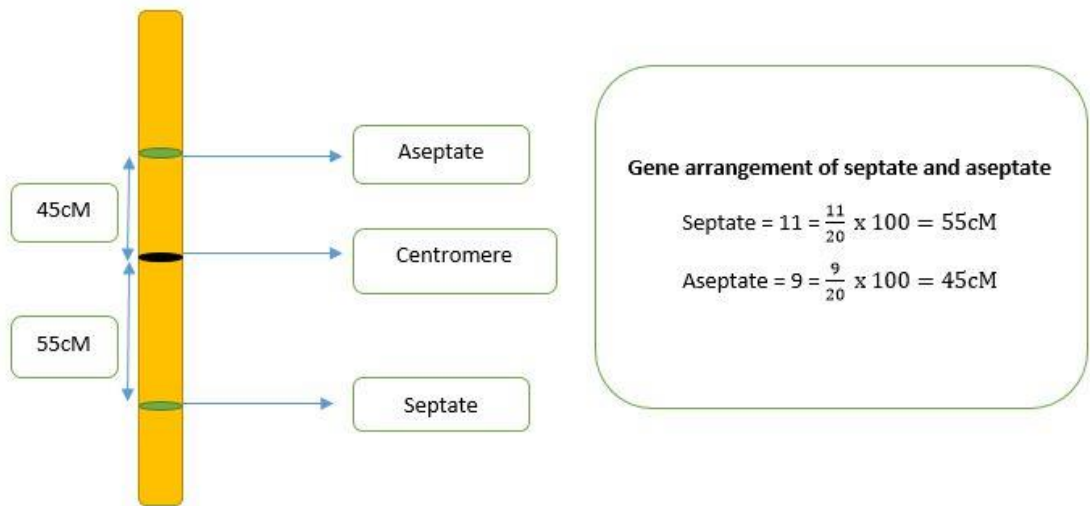 Aseptate
45cM
Centromere
55cM
Septate
Gene arrangement of septate and aseptate
Septate = 11 = 11/20 x 100 = 55cM
Aseptate = 9 = 9/20 x 100 = 45cM